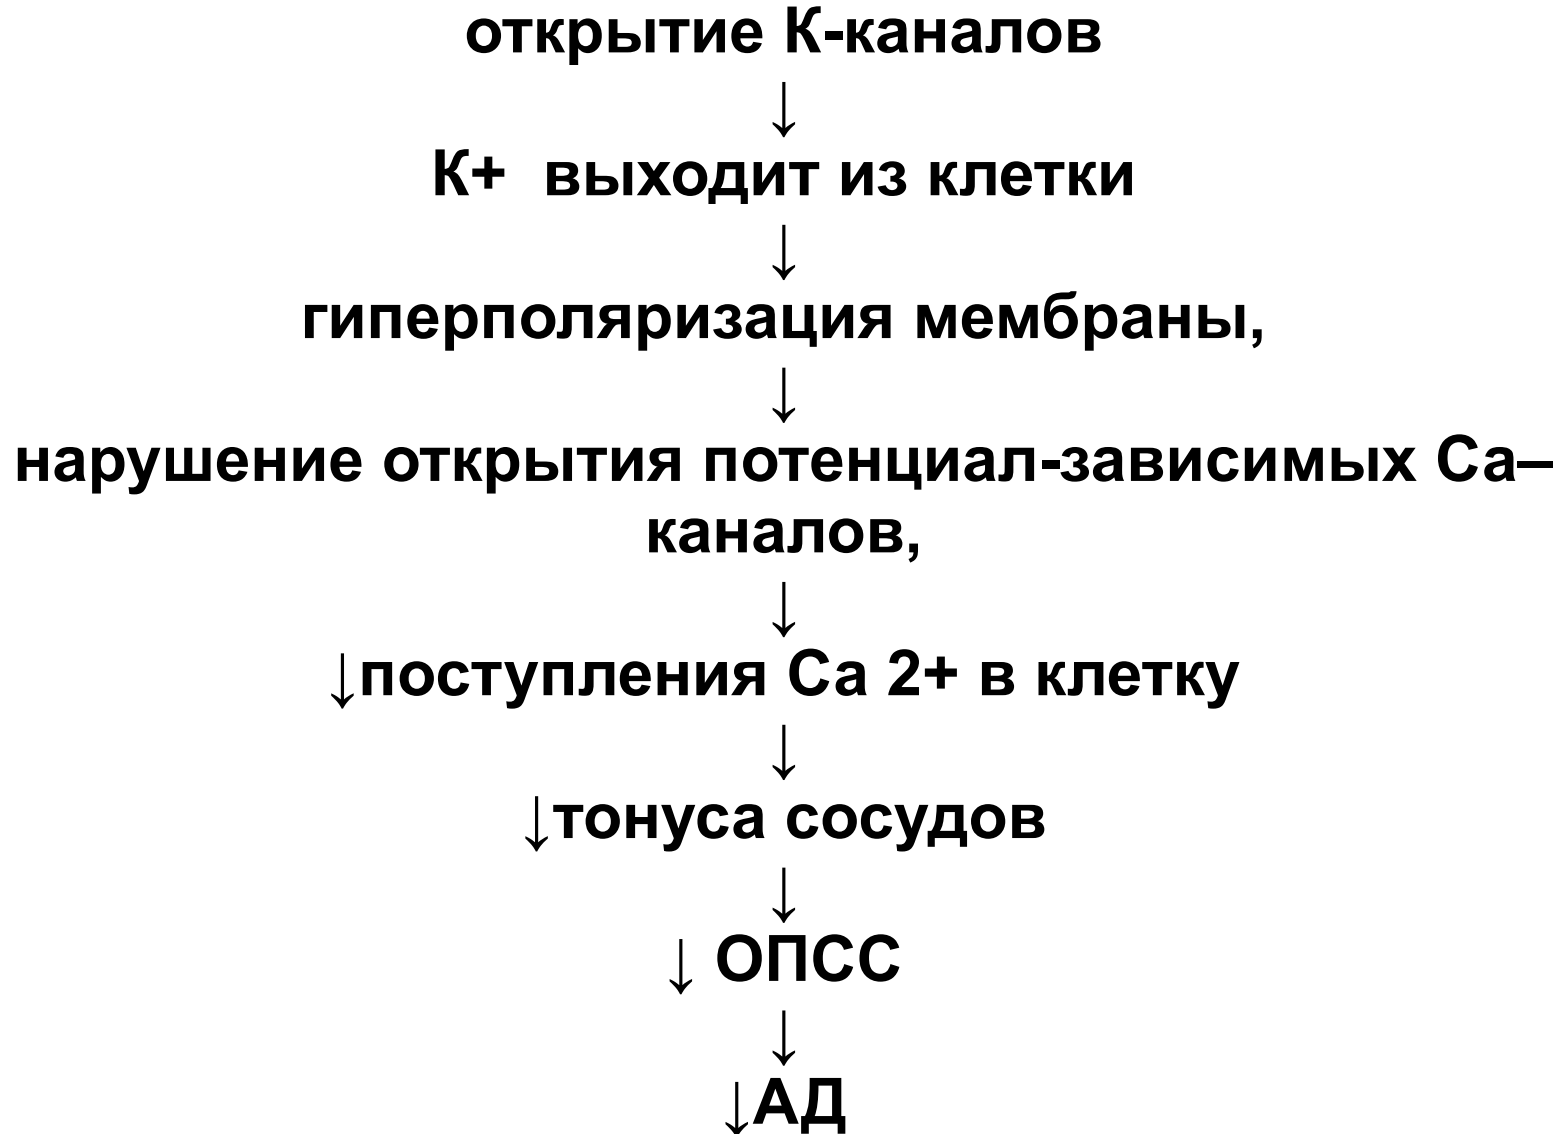 открытие К-каналов
↓
К+ выходит из клетки
↓
гиперполяризация мембраны,
↓
нарушение открытия потенциал-зависимых Са–
каналов,
↓
↓поступления Са 2+ в клетку
↓
↓тонуса сосудов
↓
↓ ОПСС
↓
↓АД